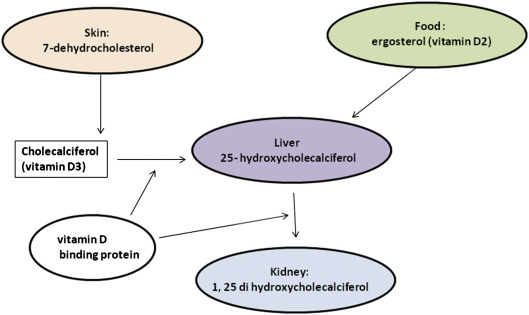 Skin:
7-dehydrocholesterol
Food :
ergosterol (vitamin D2)
Cholecalciferol
(vitamin D3)
Liver
25- hydroxycholecalciferol
vitamin D
binding protein
Kidney:
1, 25 di hydroxycholecalciferol